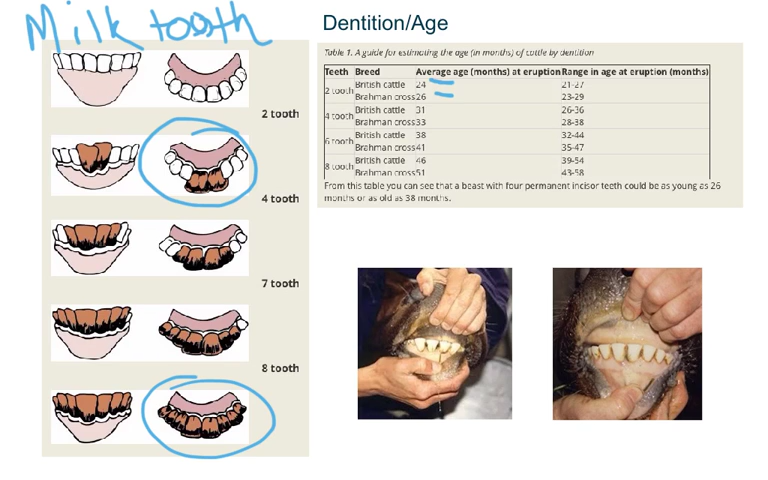 Milk tooth
Dentition/Age
2 tooth
4 tooth
7 tooth
8 tooth
Table 1. A guide for estimating the age (in months) of cattle by dentition
Teeth Breed Average age (months) at eruption Range in age at eruption (months)
2 tooth British cattle 24 21-27
Brahman cross 26 23-29
4 tooth British cattle 31 26-36
Brahman cross 33 28-38
6 tooth British cattle 38 32-44
Brahman cross 41 35-47
8 tooth British cattle 46 39-54
Brahman cross 51 43-58
From this table you can see that a beast with four permanent incisor teeth could be as young as 26
months or as old as 38 months.